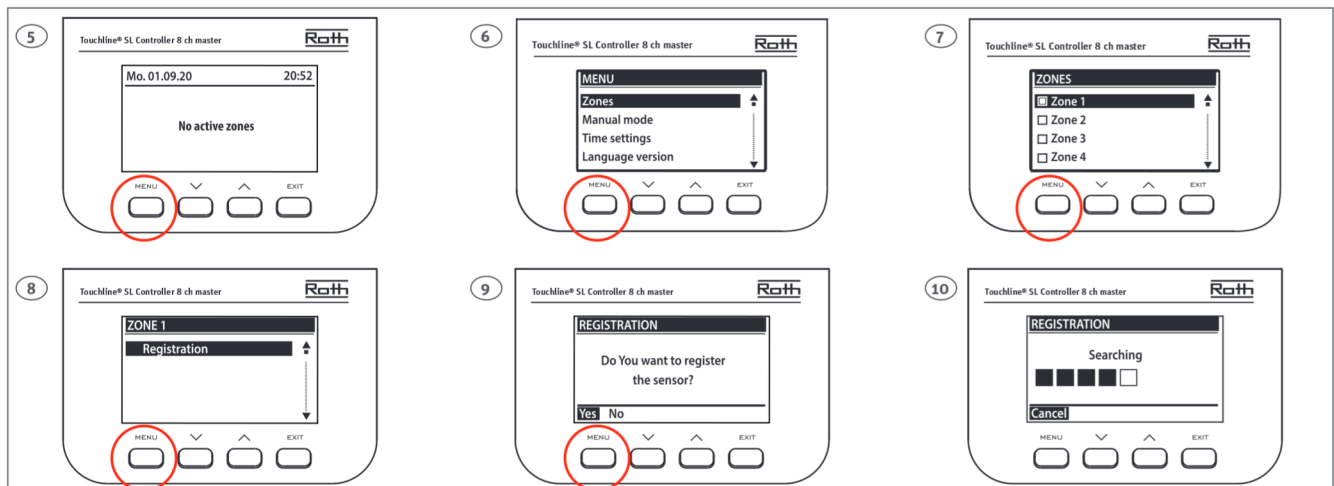 5
Touchline® SL Controller 8 ch master Roth
Mo. 01.09.20 20:52
No active zones
MENU EXIT
6
Touchline® SL Controller 8 ch master Roth
MENU
Zones
Manual mode
Time settings
Language version
MENU EXIT
7
Touchline® SL Controller 8 ch master Roth
ZONES
Zone 1
Zone 2
Zone 3
Zone 4
MENU EXIT
8
Touchline® SL Controller 8 ch master Roth
ZONE 1
Registration
MENU EXIT
9
Touchline® SL Controller 8 ch master Roth
REGISTRATION
Do You want to register
the sensor?
Yes No
MENU EXIT
10
Touchline® SL Controller 8 ch master Roth
REGISTRATION
Searching
Cancel
MENU EXIT